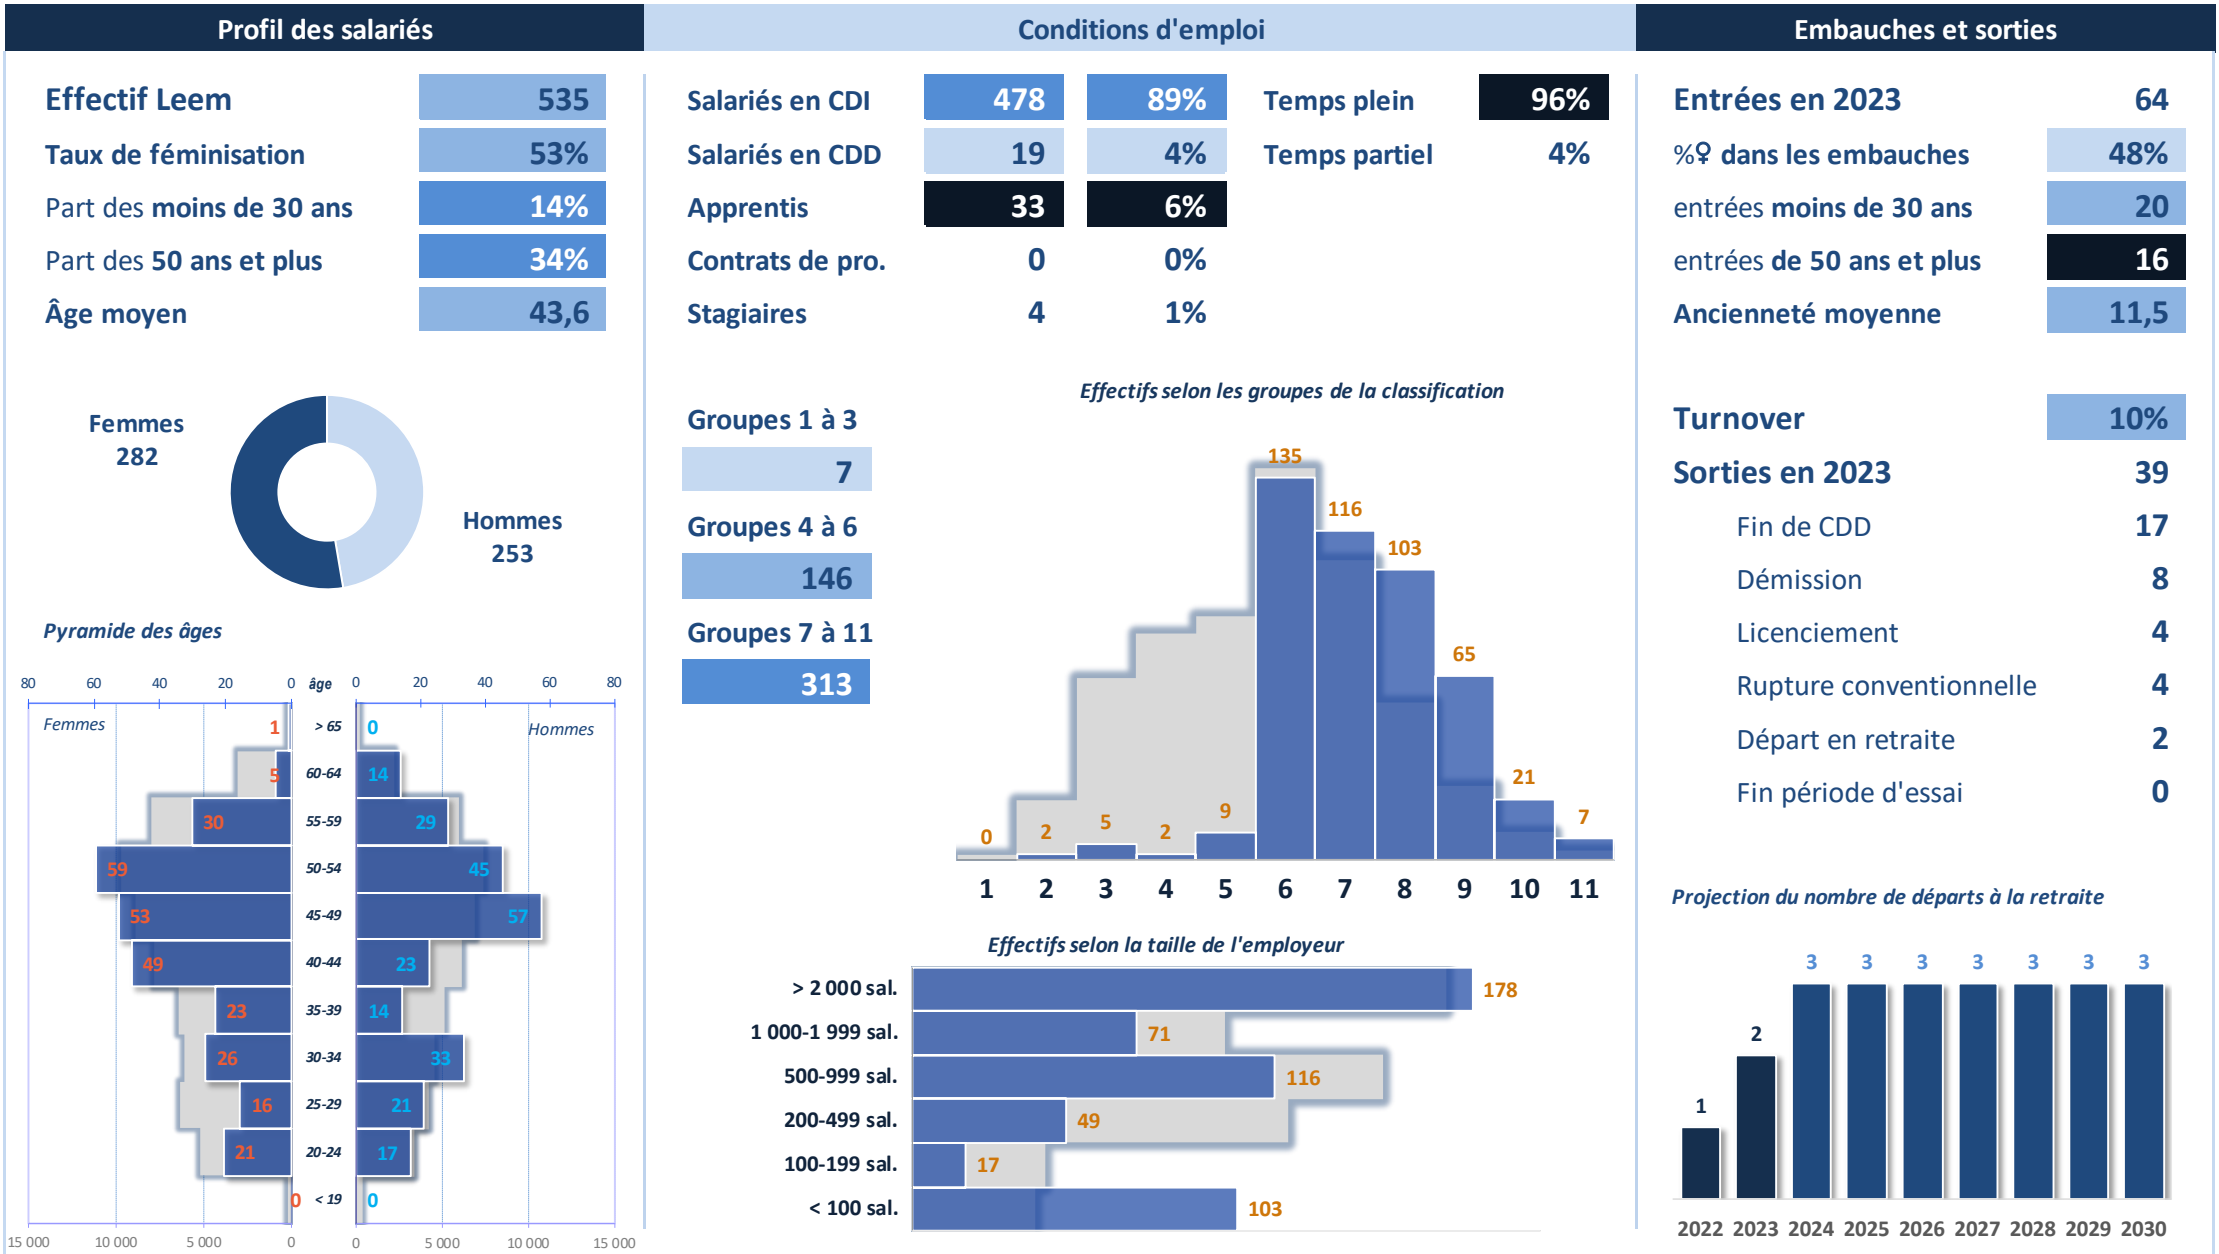 Profil des salariés
Effectif Leem 535
Taux de féminisation 53%
Part des moins de 30 ans 14%
Part des 50 ans et plus 34%
Âge moyen 43,6
Femmes
282
Hommes
253
Pyramide des âges
80 60 40 20 0 âge 0 20 40 60 80
Femmes Hommes
1 > 65 0
5 60-64 14
30 55-59 29
59 50-54 45
53 45-49 57
49 40-44 23
23 35-39 14
26 30-34 33
16 25-29 21
21 20-24 17
0 < 19 0
15 000 10 000 5 000 0 0 5 000 10 000 15 000
Conditions d'emploi
Salariés en CDI 478 89% Temps plein 96%
Salariés en CDD 19 4% Temps partiel 4%
Apprentis 33 6%
Contrats de pro. 0 0%
Stagiaires 4 1%
Groupes 1 à 3
7
Groupes 4 à 6
146
Groupes 7 à 11
313
Effectifs selon les groupes de la classification
0 2 5 2 9 135 116 103 65 21 7
1 2 3 4 5 6 7 8 9 10 11
Effectifs selon la taille de l'employeur
> 2 000 sal. 178
1 000-1 999 sal. 71
500-999 sal. 116
200-499 sal. 49
100-199 sal. 17
< 100 sal. 103
Embauches et sorties
Entrées en 2023 64
%♀ dans les embauches 48%
entrées moins de 30 ans 20
entrées de 50 ans et plus 16
Ancienneté moyenne 11,5
Turnover 10%
Sorties en 2023 39
Fin de CDD 17
Démission 8
Licenciement 4
Rupture conventionnelle 4
Départ en retraite 2
Fin période d'essai 0
Projection du nombre de départs à la retraite
1 2 3 3 3 3 3 3 3
2022 2023 2024 2025 2026 2027 2028 2029 2030